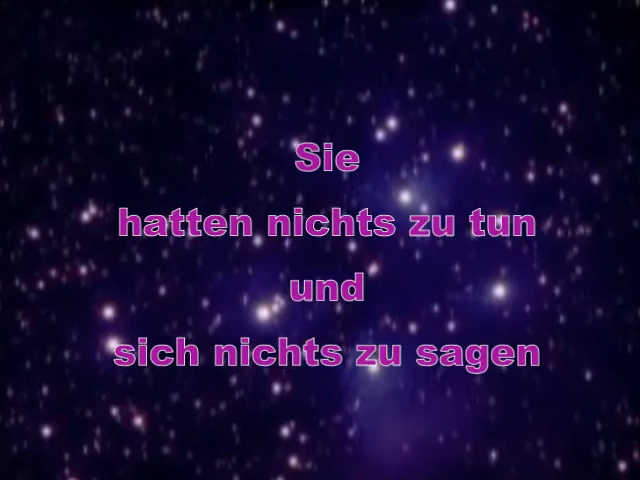 Sie
hatten nichts zu tun
und
sich nichts zu sagen